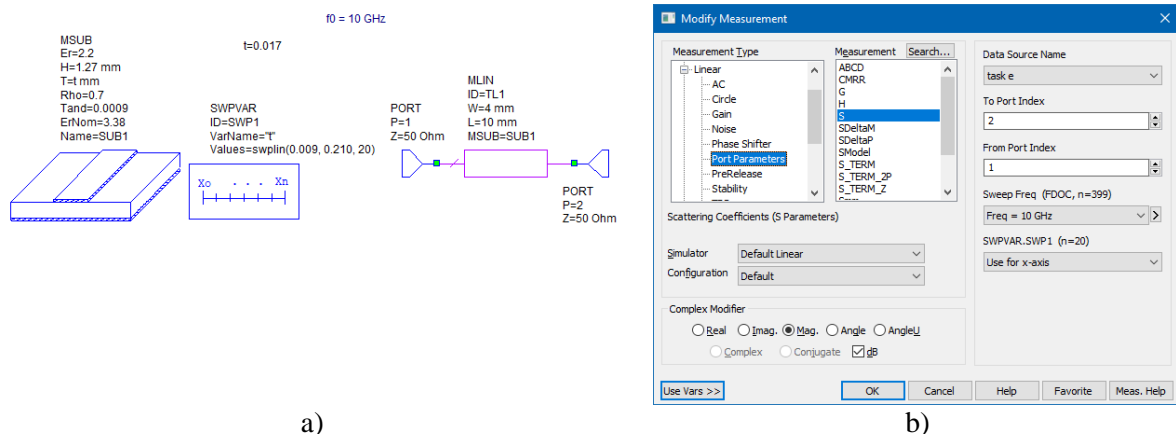 f0 = 10 GHz
t=0.017
MSUB
Er=2.2
H=1.27 mm
T=t mm
Rho=0.7
Tand=0.0009
ErNom=3.38
Name=SUB1
SWPVAR
ID=SWP1
VarName="t"
Values=swplin(0.009, 0.210, 20)
Xo . . . Xn
PORT
P=1
Z=50 Ohm
MLIN
ID=TL1
W=4 mm
L=10 mm
MSUB=SUB1
PORT
P=2
Z=50 Ohm
a)
Modify Measurement
Measurement Type
Linear
AC
Circle
Gain
Noise
Phase Shifter
Port Parameters
PreRelease
Stability
Measurement
Search...
ABCD
CMRR
G
H
S
SDeltaM
SDeltaP
SModel
S_TERM
S_TERM_2P
S_TERM_Z
Scattering Coefficients (S Parameters)
Simulator
Default Linear
Configuration
Default
Complex Modifier
Real Imag. Mag. Angle AngleU
Complex Conjugate dB
Data Source Name
task e
To Port Index
2
From Port Index
1
Sweep Freq (FDOC, n=399)
Freq = 10 GHz
>
SWPVAR.SWP1 (n=20)
Use for x-axis
Use Vars >>
OK Cancel Help Favorite Meas. Help
b)